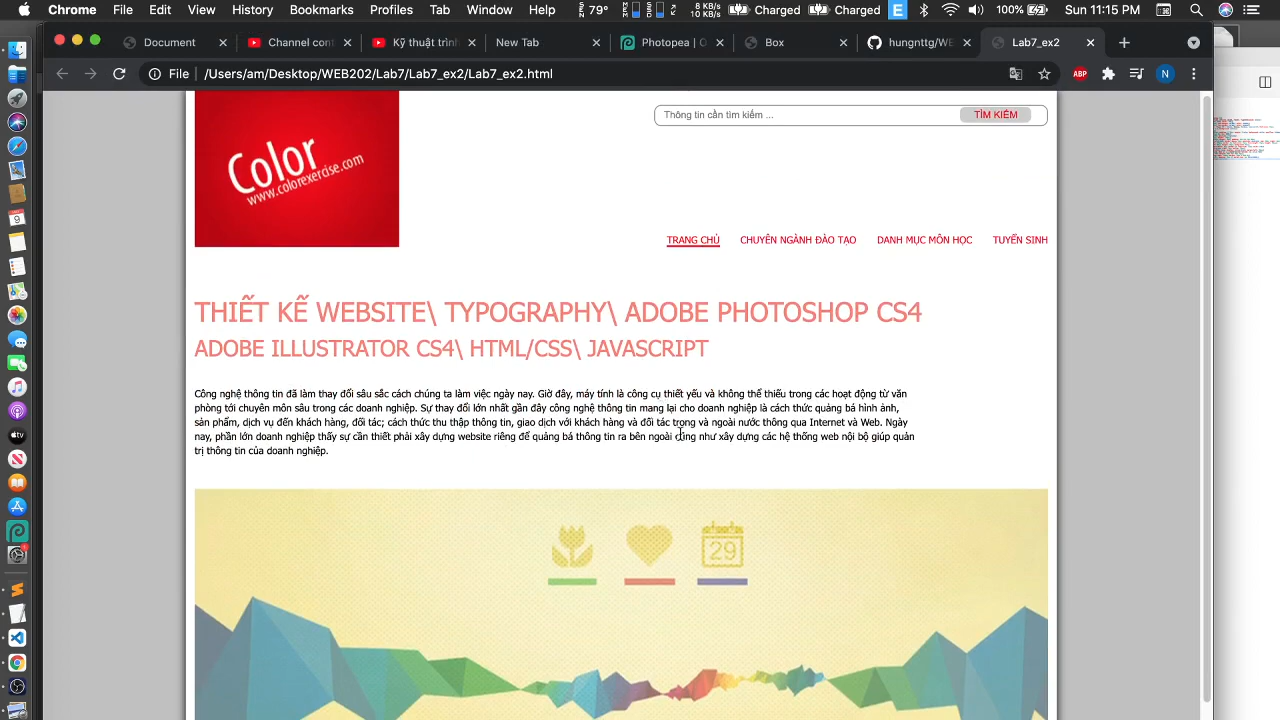 Chrome File Edit View History Bookmarks Profiles Tab Window Help 79° 8 KB/s 10 KB/s Charged Charged E 100% Sun 11:15 PM
Document Channel con Kỹ thuật trình New Tab Photopea | O Box hungnttg/WE Lab7_ex2
File /Users/am/Desktop/WEB202/Lab7/Lab7_ex2/Lab7_ex2.html ABP N
Color
www.colorexercise.com
Thông tin cần tìm kiếm ... TÌM KIẾM
TRANG CHỦ CHUYÊN NGÀNH ĐÀO TẠO DANH MỤC MÔN HỌC TUYỂN SINH
THIẾT KẾ WEBSITE\ TYPOGRAPHY\ ADOBE PHOTOSHOP CS4
ADOBE ILLUSTRATOR CS4\ HTML/CSS\ JAVASCRIPT
Công nghệ thông tin đã làm thay đổi sâu sắc cách chúng ta làm việc ngày nay. Giờ đây, máy tính là công cụ thiết yếu và không thể thiếu trong các hoạt động từ văn
phòng tới chuyên môn sâu trong các doanh nghiệp. Sự thay đổi lớn nhất gần đây công nghệ thông tin mang lại cho doanh nghiệp là cách thức quảng bá hình ảnh,
sản phẩm, dịch vụ đến khách hàng, đối tác; cách thức thu thập thông tin, giao dịch với khách hàng và đối tác trong và ngoài nước thông qua Internet và Web. Ngày
nay, phần lớn doanh nghiệp thấy sự cần thiết phải xây dựng website riêng để quảng bá thông tin ra bên ngoài cũng như xây dựng các hệ thống web nội bộ giúp quản
trị thông tin của doanh nghiệp.
29